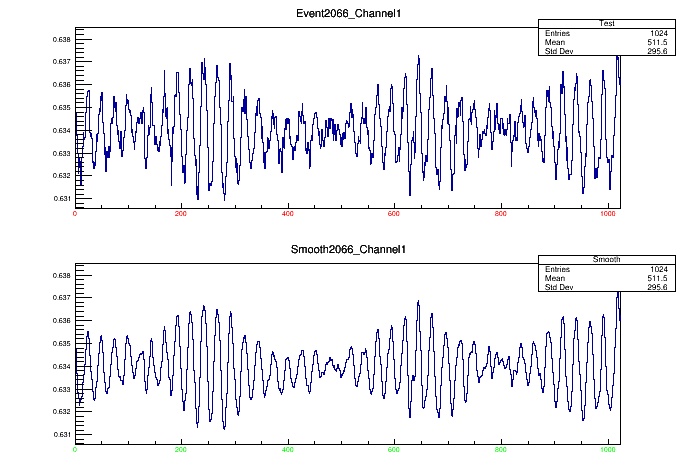 Event2066_Channel1
Test
Entries 1024
Mean 511.5
Std Dev 295.6
0.638
0.637
0.636
0.635
0.634
0.633
0.632
0.631
0 200 400 600 800 1000
Smooth2066_Channel1
Smooth
Entries 1024
Mean 511.5
Std Dev 295.6
0.638
0.637
0.636
0.635
0.634
0.633
0.632
0.631
0 200 400 600 800 1000